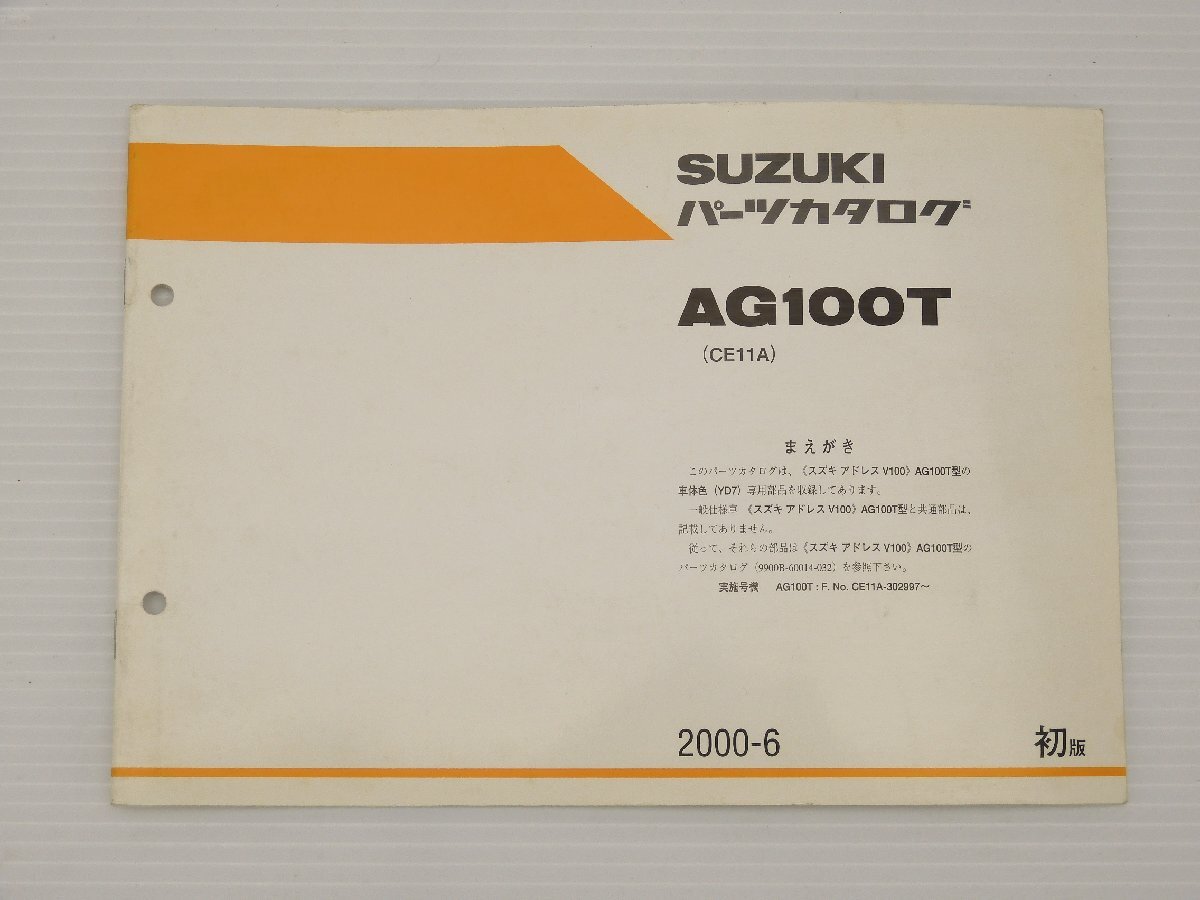 SUZUKI
パーツカタログ
AG100T
(CE11A)
まえがき
このパーツカタログは、《スズキ アドレス V100》AG100T型の
車体色(YD7)専用部品を収録してあります。
一般仕様車 《スズキ アドレス V100》AG100T型と共通部品は、
記載してありません。
従って、それらの部品は《スズキ アドレス V100》AG100T型の
パーツカタログ(9900B-60014-032)を参照下さい。
実施号機 AG100T : F. No. CE11A-302997〜
2000-6
初版